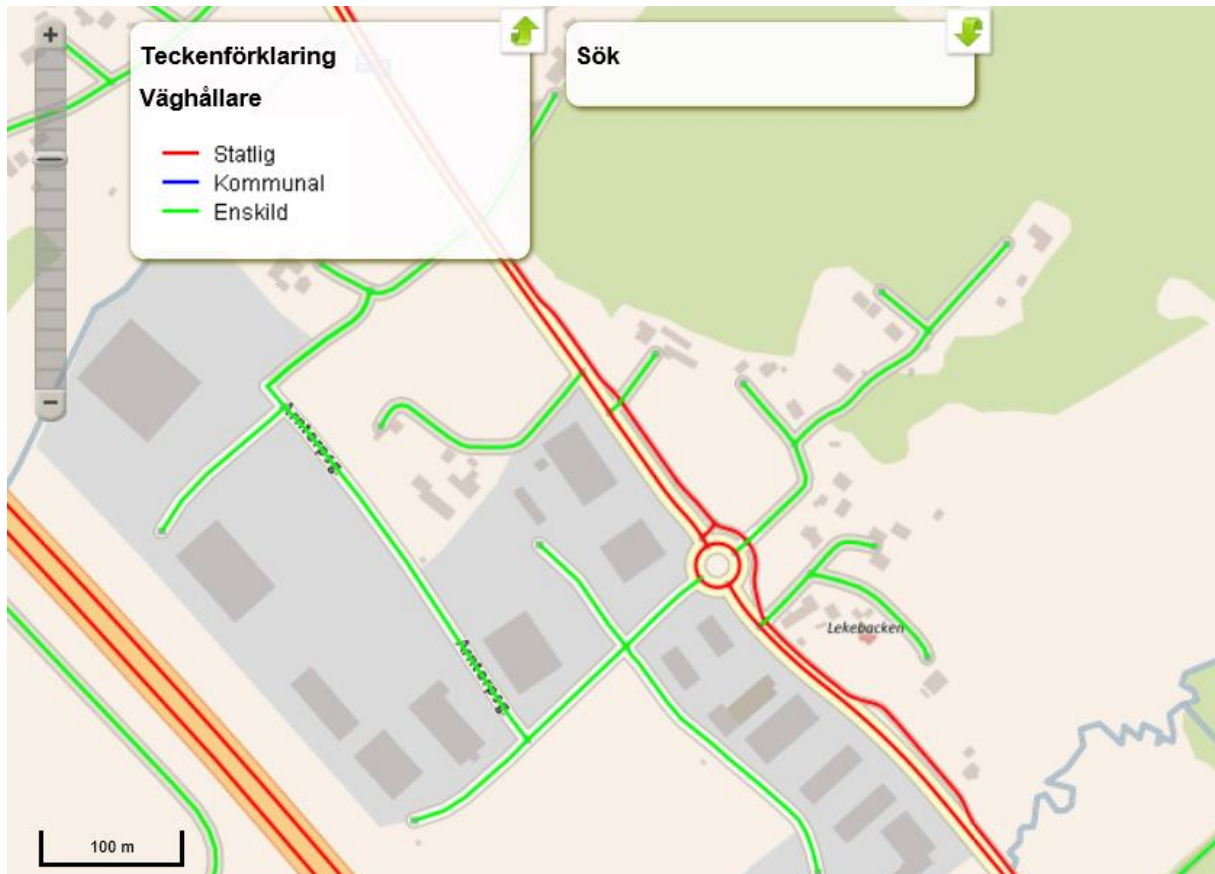 Teckenförklaring
Väghållare
Statlig
Kommunal
Enskild
Sök
Lekebacken
100 m